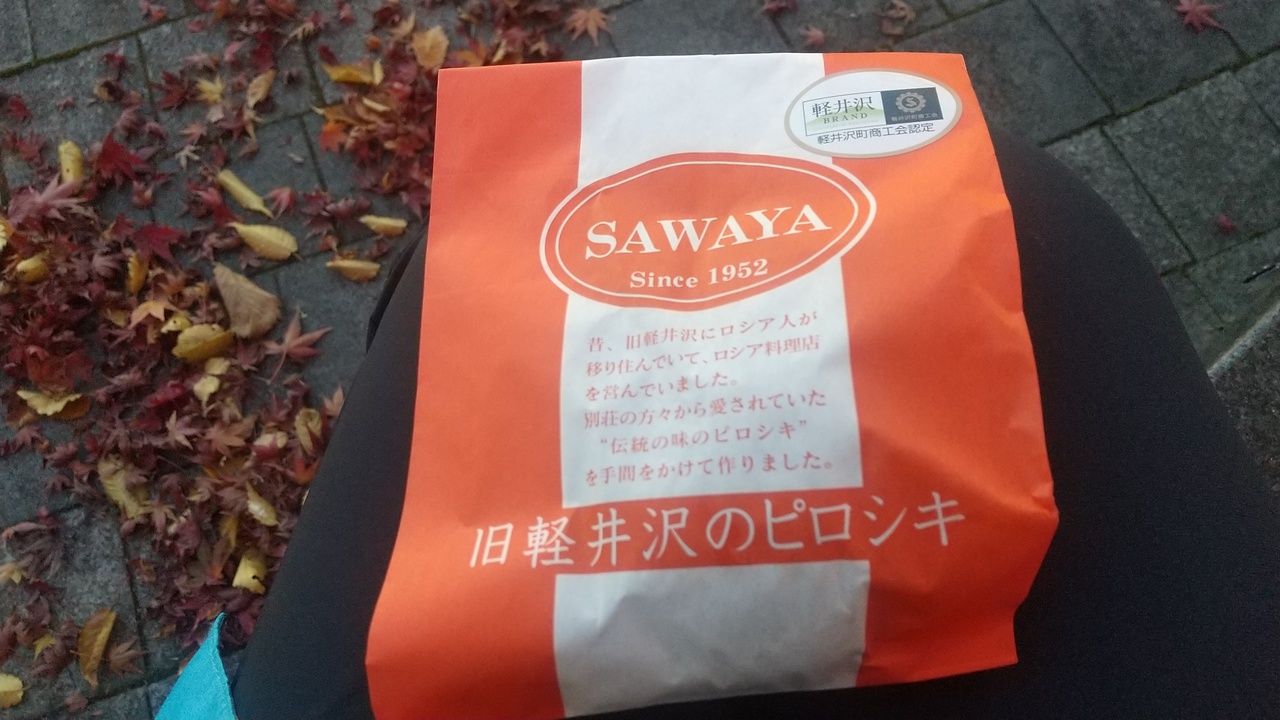 軽井沢
BRAND
S
軽井沢町商工会
軽井沢町商工会認定
SAWAYA
Since 1952
昔、旧軽井沢にロシア人が
移り住んでいて、ロシア料理店
を営んでいました。
別荘の方々から愛されていた
“伝統の味のピロシキ”
を手間をかけて作りました。
旧軽井沢のピロシキ